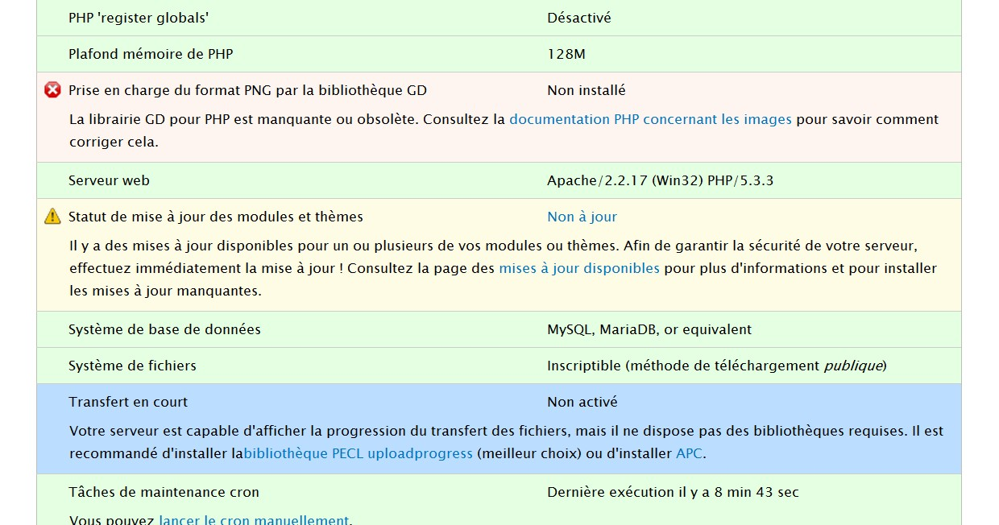 PHP 'register globals' Désactivé
Plafond mémoire de PHP 128M
Prise en charge du format PNG par la bibliothèque GD Non installé
La librairie GD pour PHP est manquante ou obsolète. Consultez la documentation PHP concernant les images pour savoir comment
corriger cela.
Serveur web Apache/2.2.17 (Win32) PHP/5.3.3
Statut de mise à jour des modules et thèmes Non à jour
Il y a des mises à jour disponibles pour un ou plusieurs de vos modules ou thèmes. Afin de garantir la sécurité de votre serveur,
effectuez immédiatement la mise à jour ! Consultez la page des mises à jour disponibles pour plus d'informations et pour installer
les mises à jour manquantes.
Système de base de données MySQL, MariaDB, or equivalent
Système de fichiers Inscriptible (méthode de téléchargement publique)
Transfert en court Non activé
Votre serveur est capable d'afficher la progression du transfert des fichiers, mais il ne dispose pas des bibliothèques requises. Il est
recommandé d'installer labibliothèque PECL uploadprogress (meilleur choix) ou d'installer APC.
Tâches de maintenance cron Dernière exécution il y a 8 min 43 sec
Vous pouvez lancer le cron manuellement.